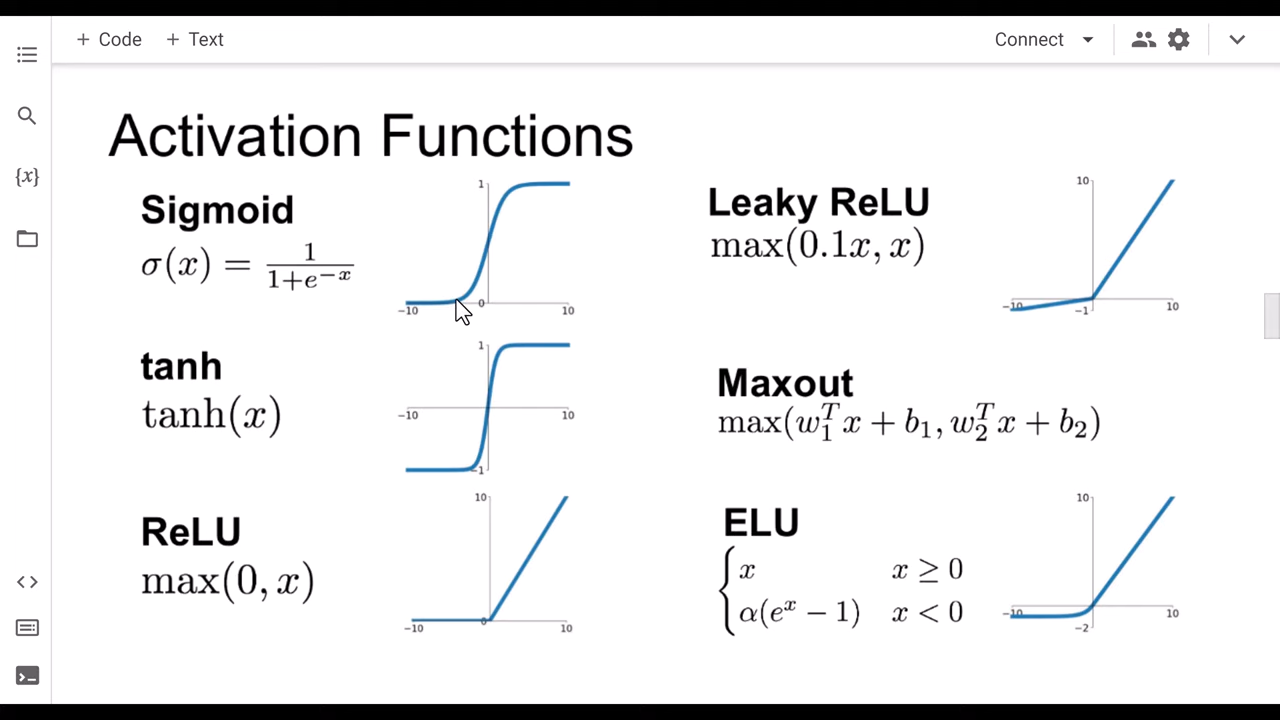 + Code + Text Connect
{x}
Activation Functions
Sigmoid
σ(x) = 1/(1+e^{-x})
1
0
-10 10
tanh
tanh(x)
1
-10 10
-1
ReLU
max(0, x)
10
0
-10 10
Leaky ReLU
max(0.1x, x)
10
-10 10
-1
Maxout
max(w_1^T x + b_1, w_2^T x + b_2)
ELU
{ x x ≥ 0
α(e^x − 1) x < 0
10
-10 10
-2